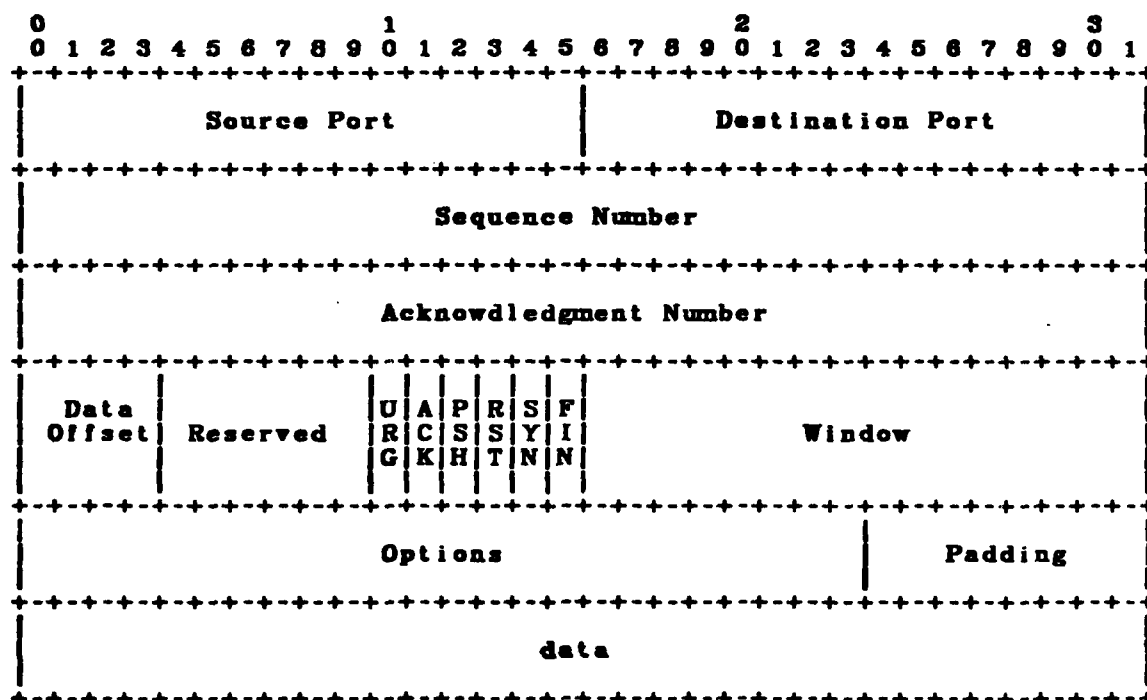 0 1 2 3
0 1 2 3 4 5 6 7 8 9 0 1 2 3 4 5 6 7 8 9 0 1 2 3 4 5 6 7 8 9 0 1
+-+-+-+-+-+-+-+-+-+-+-+-+-+-+-+-+-+-+-+-+-+-+-+-+-+-+-+-+-+-+-+-+
| Source Port | Destination Port |
+-+-+-+-+-+-+-+-+-+-+-+-+-+-+-+-+-+-+-+-+-+-+-+-+-+-+-+-+-+-+-+-+
| Sequence Number |
+-+-+-+-+-+-+-+-+-+-+-+-+-+-+-+-+-+-+-+-+-+-+-+-+-+-+-+-+-+-+-+-+
| Acknowdledgment Number |
+-+-+-+-+-+-+-+-+-+-+-+-+-+-+-+-+-+-+-+-+-+-+-+-+-+-+-+-+-+-+-+-+
| Data | |U|A|P|R|S|F| |
| Offset| Reserved |R|C|S|S|Y|I| Window |
| | |G|K|H|T|N|N| |
+-+-+-+-+-+-+-+-+-+-+-+-+-+-+-+-+-+-+-+-+-+-+-+-+-+-+-+-+-+-+-+-+
| Options | Padding |
+-+-+-+-+-+-+-+-+-+-+-+-+-+-+-+-+-+-+-+-+-+-+-+-+-+-+-+-+-+-+-+-+
| data |
+-+-+-+-+-+-+-+-+-+-+-+-+-+-+-+-+-+-+-+-+-+-+-+-+-+-+-+-+-+-+-+-+